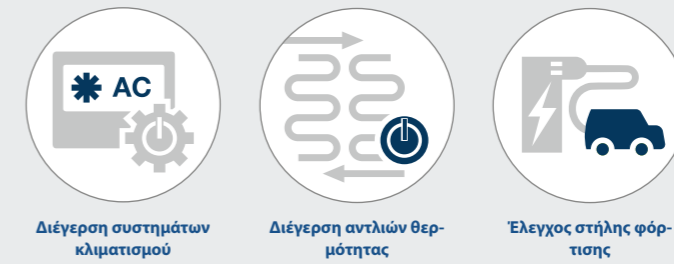 AC
Διέγερση συστημάτων
κλιματισμού
Διέγερση αντλιών θερ-
μότητας
Έλεγχος στήλης φόρ-
τισης